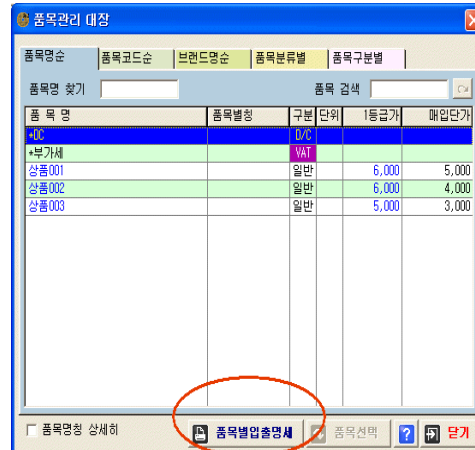 품목관리 대장
품목명순 품목코드순 브랜드명순 품목분류별 품목구분별
품목명 찾기 품목 검색
품 목 명 품목별칭 구분 단위 1등급가 매입단가
*DC D/C
*부가세 VAT
상품001 일반 6,000 5,000
상품002 일반 6,000 4,000
상품003 일반 5,000 3,000
품목명칭 상세히 품목별입출명세 품목선택 ? 닫기